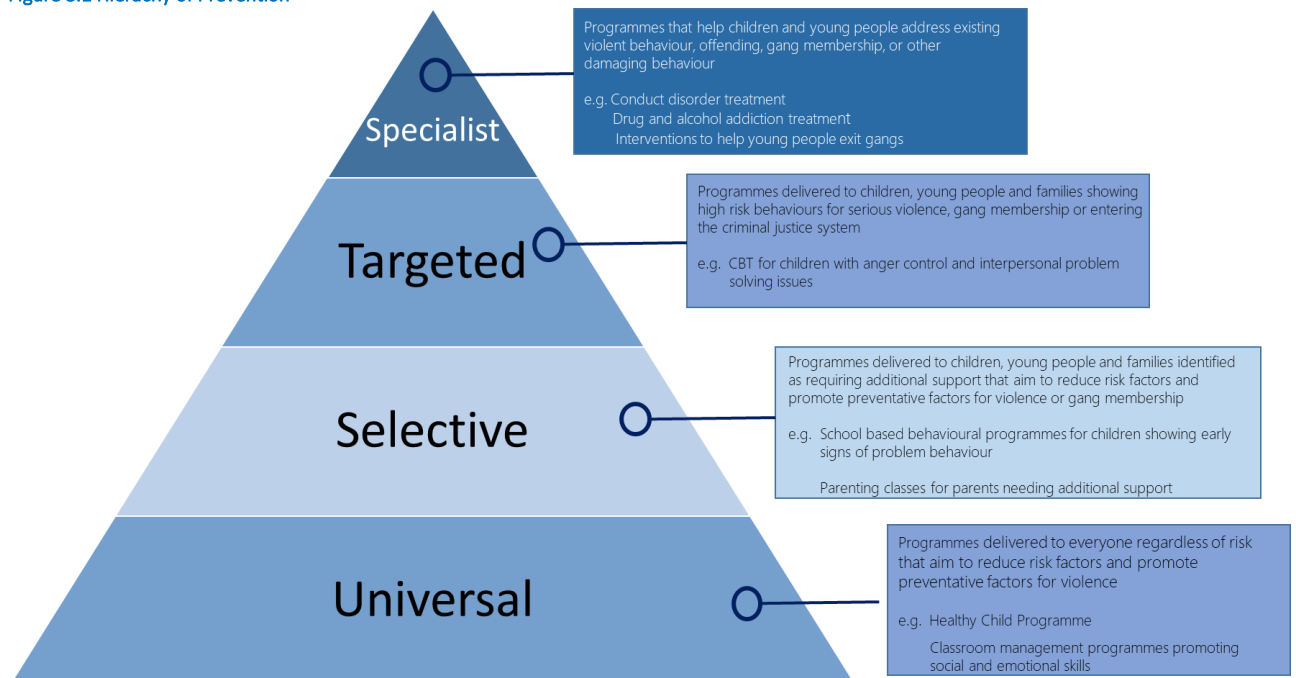 Programmes that help children and young people address existing
violent behaviour, offending, gang membership, or other
damaging behaviour
e.g. Conduct disorder treatment
Drug and alcohol addiction treatment
Interventions to help young people exit gangs
Specialist
Programmes delivered to children, young people and families showing
high risk behaviours for serious violence, gang membership or entering
the criminal justice system
e.g. CBT for children with anger control and interpersonal problem
solving issues
Targeted
Programmes delivered to children, young people and families identified
as requiring additional support that aim to reduce risk factors and
promote preventative factors for violence or gang membership
e.g. School based behavioural programmes for children showing early
signs of problem behaviour
Parenting classes for parents needing additional support
Selective
Programmes delivered to everyone regardless of risk
that aim to reduce risk factors and promote
preventative factors for violence
e.g. Healthy Child Programme
Classroom management programmes promoting
social and emotional skills
Universal